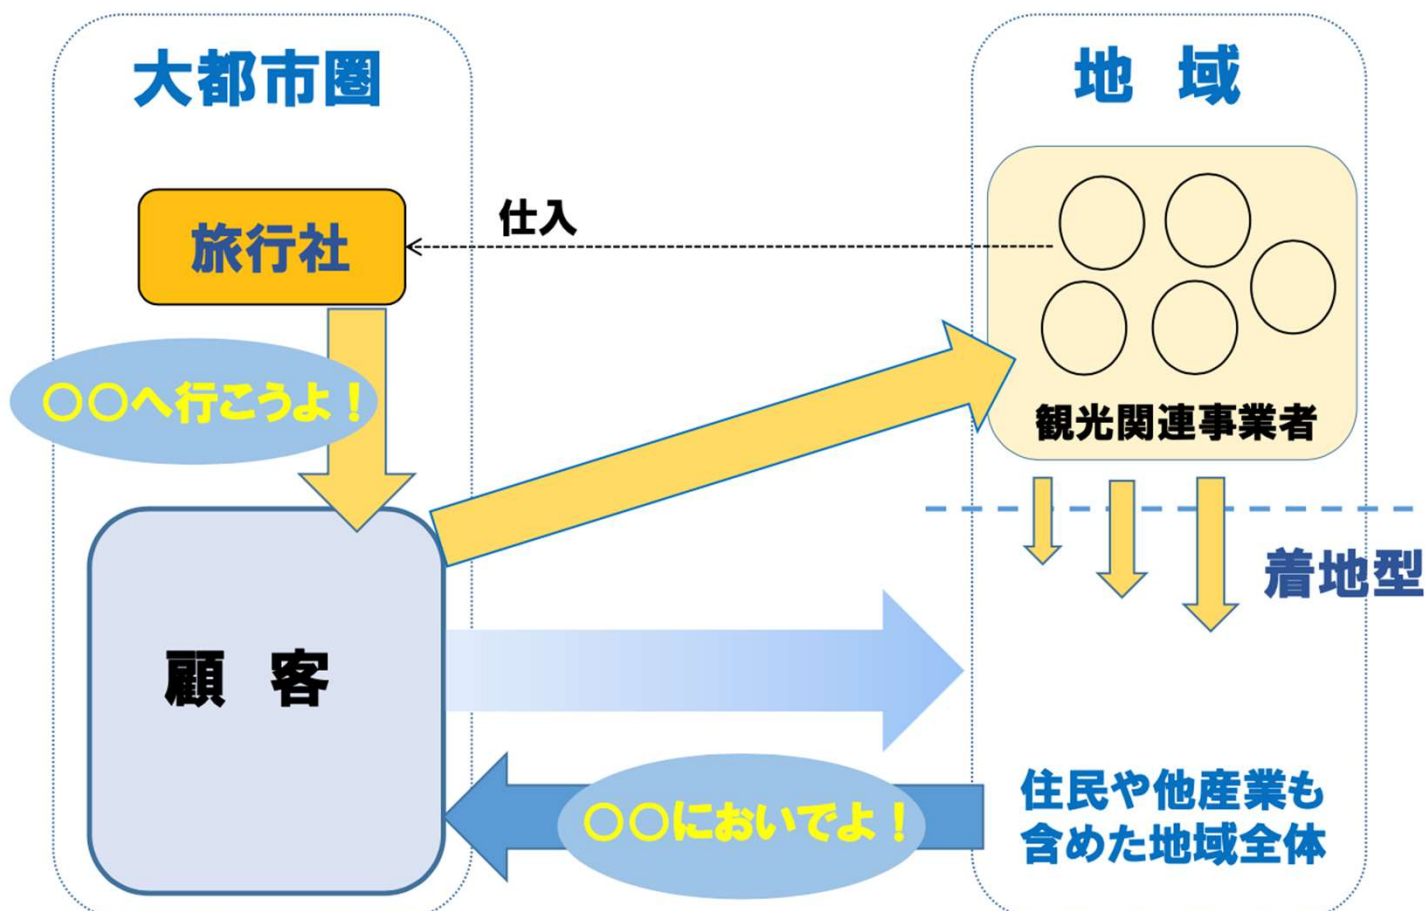 大都市圏
地 域
旅行社
仕入
〇〇へ行こうよ！
観光関連事業者
着地型
顧 客
〇〇においでよ！
住民や他産業も
含めた地域全体